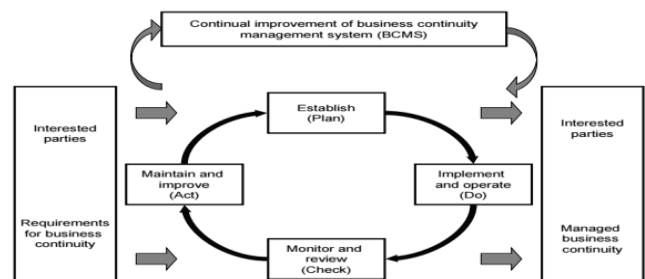 Continual improvement of business continuity
management system (BCMS)
Establish
(Plan)
Interested
parties
Interested
parties
Maintain and
improve
(Act)
Implement
and operate
(Do)
Requirements
for business
continuity
Managed
business
continuity
Monitor and
review
(Check)